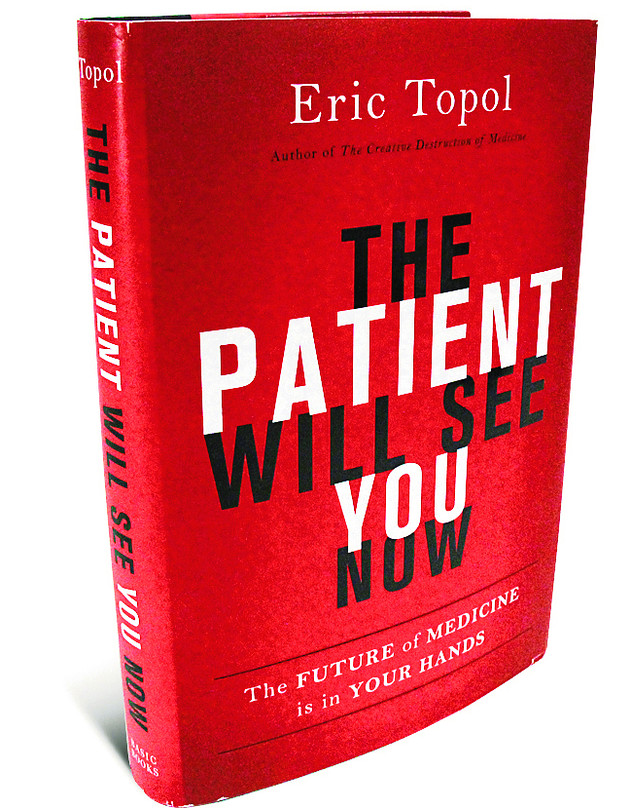 Topol
THE PATIENT WILL SEE YOU NOW
BASIC
BOOKS
Eric Topol
Author of The Creative Destruction of Medicine
THE
PATIENT
WILL SEE
YOU
NOW
The FUTURE of MEDICINE
is in YOUR HANDS